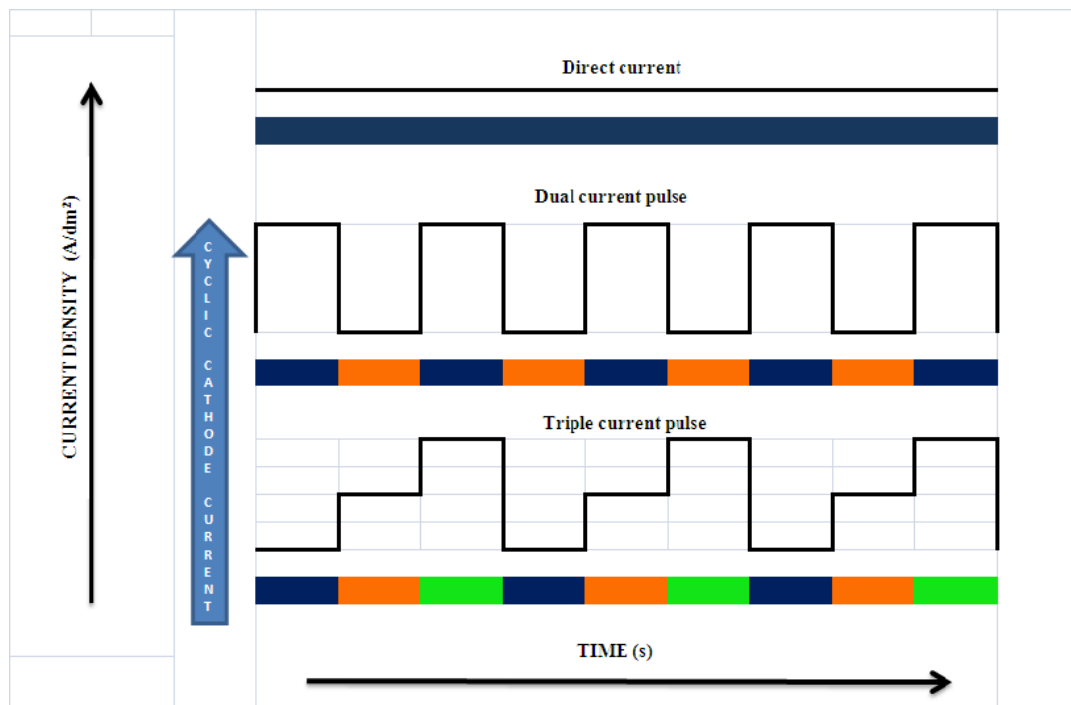 Direct current
Dual current pulse
Triple current pulse
CURRENT DENSITY (A/dm²)
CYCLIC CATHODE CURRENT
TIME (s)